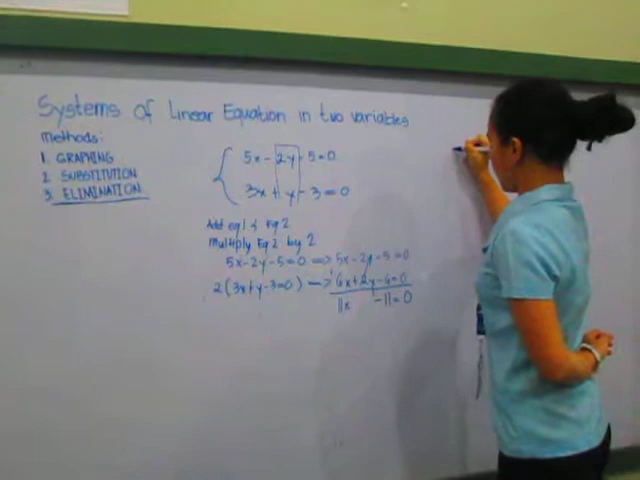 Systems of Linear Equation in two variables
methods:
1. GRAPHING
2. SUBSTITUTION
3. ELIMINATION
5x - 2y - 5 = 0
3x + y - 3 = 0
Add eq 1 & Eq 2
Multiply Eq 2 by 2
5x - 2y - 5 = 0 => 5x - 2y - 5 = 0
2(3x + y - 3 = 0) => 6x + 2y - 6 = 0
11x - 11 = 0